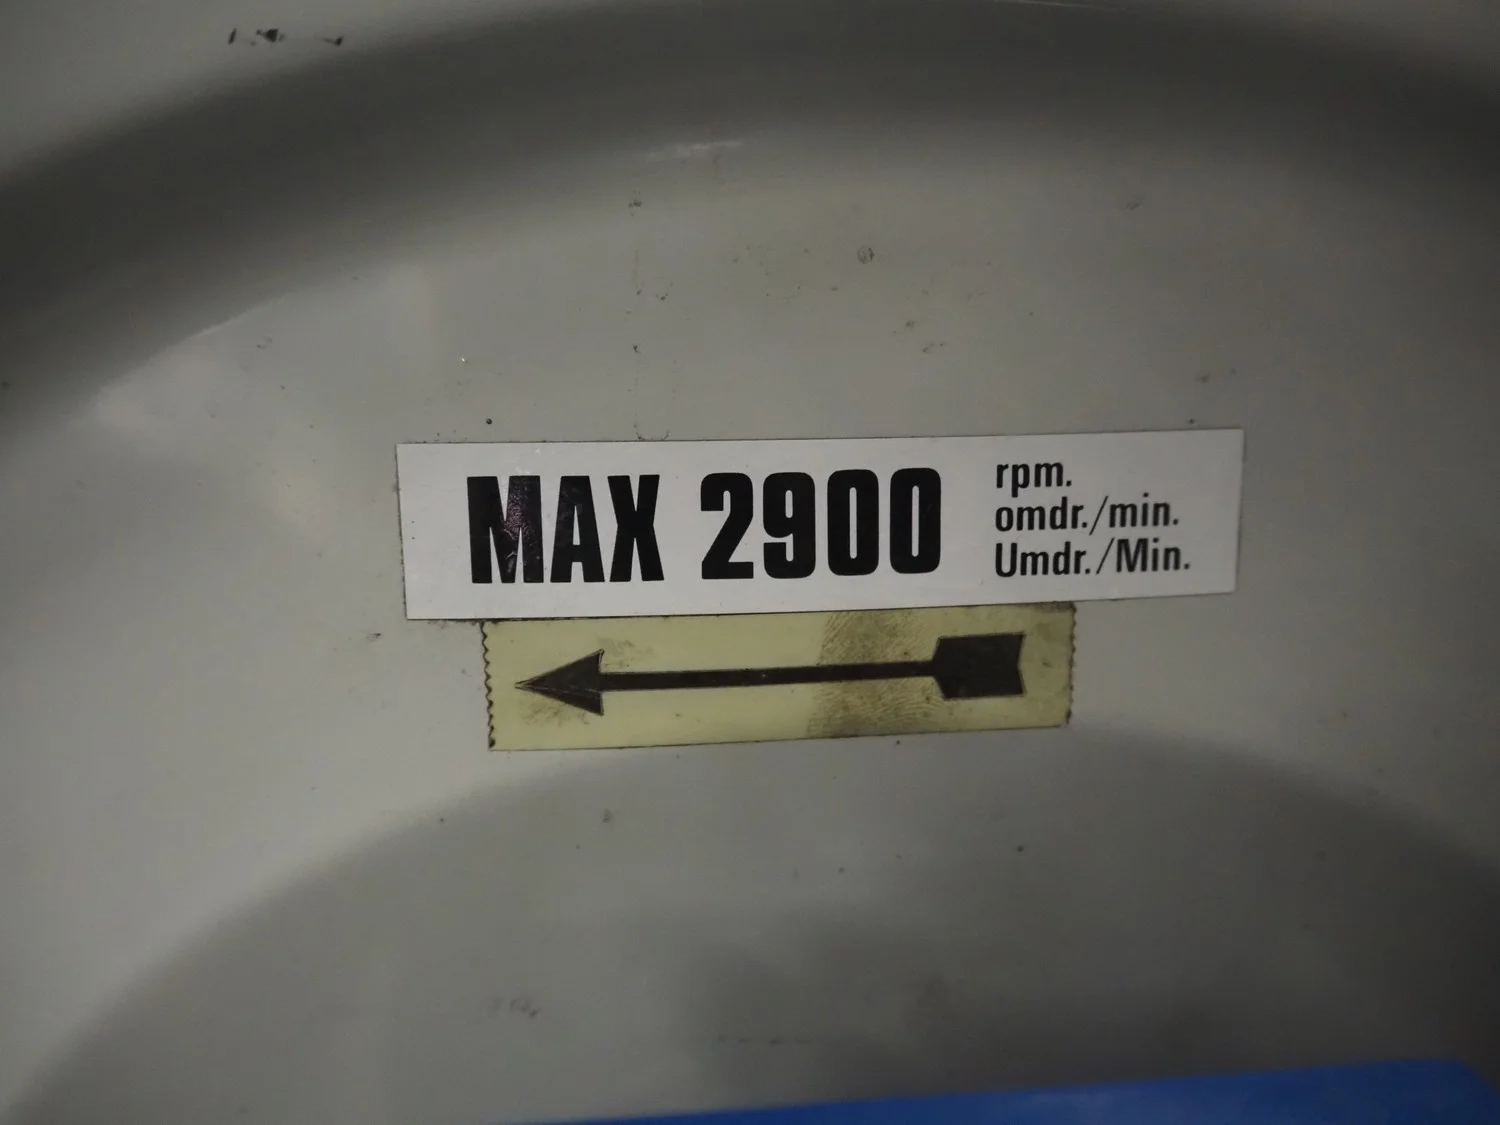 MAX 2900
rpm.
omdr./min.
Umdr./Min.